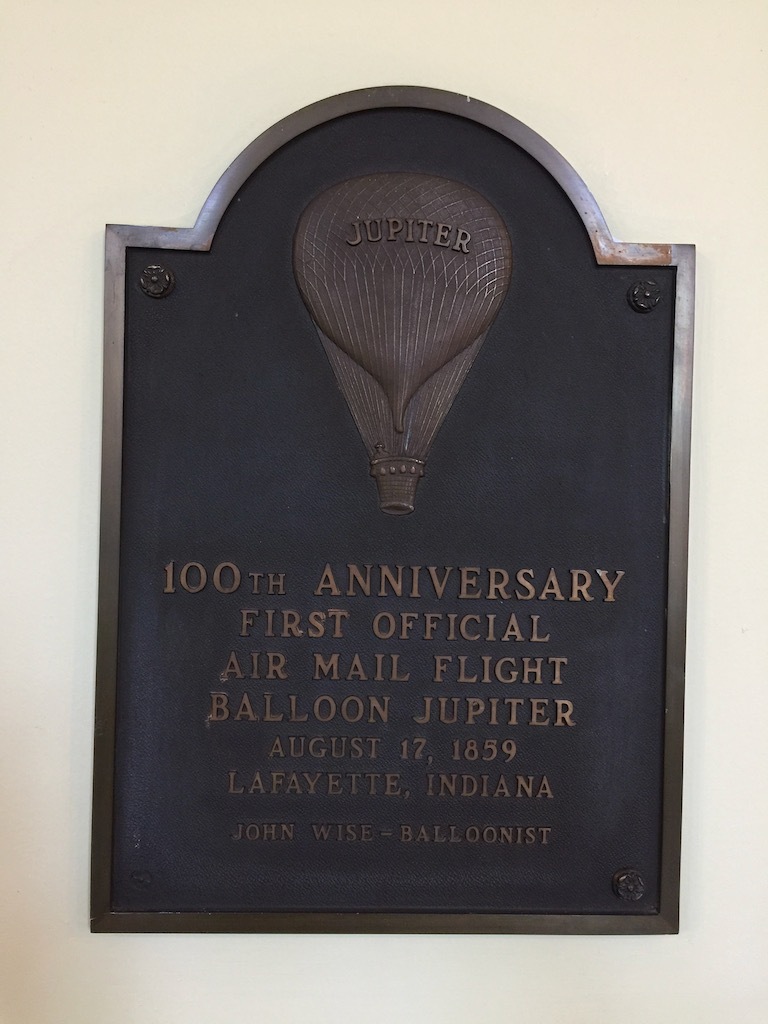 JUPITER
100TH ANNIVERSARY
FIRST OFFICIAL
AIR MAIL FLIGHT
BALLOON JUPITER
AUGUST 17, 1859
LAFAYETTE, INDIANA
JOHN WISE = BALLOONIST